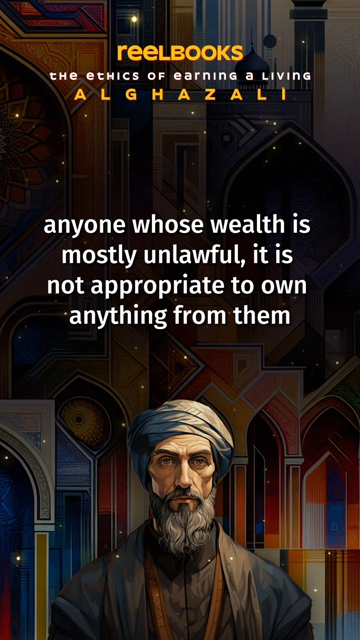 reelBOOKS
the ethics of earning a living
ALGHAZALI
anyone whose wealth is
mostly unlawful, it is
not appropriate to own
anything from them